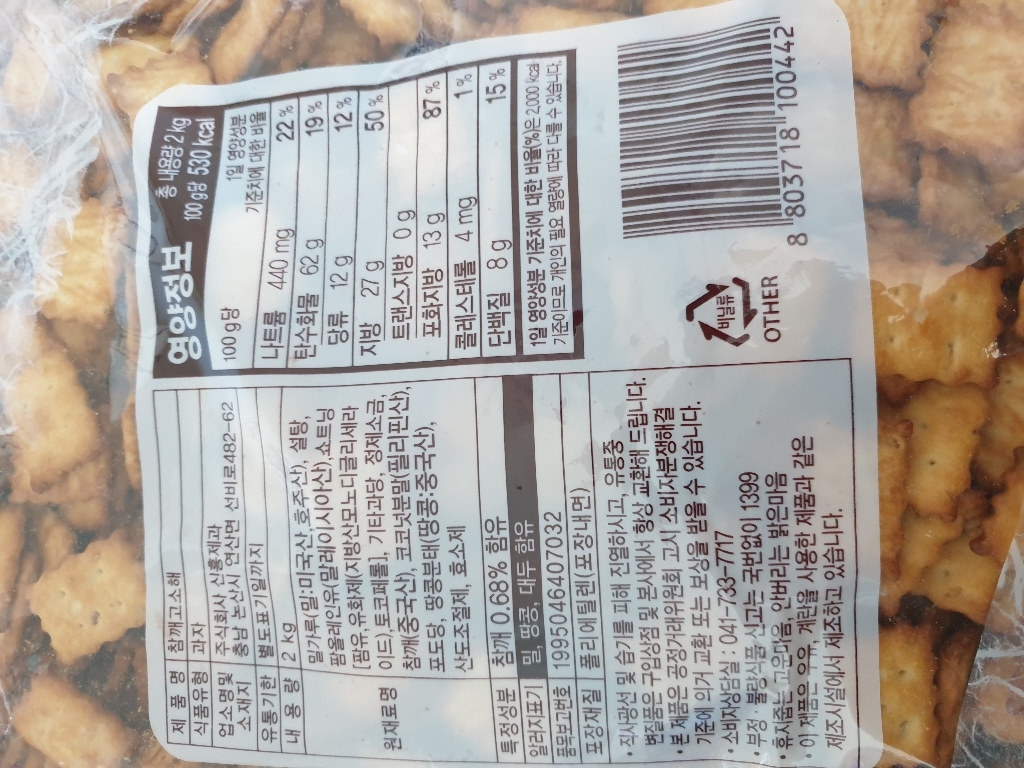 제 품 명 참깨고소해
식품유형 과자
업소명및 소재지 주식회사 신흥제과
충남 논산시 연산면 선비로482-62
유통기한 별도표기일까지
내 용 량 2 kg
원재료명 밀가루(밀:미국산,호주산), 설탕,
팜올레인유(말레이시아산),쇼트닝
(팜유,유화제(지방산모노디글리세라
이드),토코페롤), 기타과당, 정제소금,
참깨(중국산), 코코넛분말(필리핀산),
포도당, 땅콩분태(땅콩:중국산),
산도조절제, 효소제
특정성분 참깨 0.68% 함유
알러지표기 밀, 땅콩, 대두 함유
품목보고번호 19950464407032
포장재질 폴리에틸렌(포장내면)
• 직사광선 및 습기를 피해 진열하시고, 유통중
변질품은 구입상점 및 본사에서 항상 교환해 드립니다.
• 본 제품은 공정거래위원회 고시 소비자분쟁해결
기준에 의거 교환 또는 보상을 받을 수 있습니다.
• 소비자상담실 : 041-733-7717
• 부정 · 불량식품 신고는 국번없이 1399
• 휴지줍는 고운마음, 안버리는 밝은마음
• 이 제품은 우유, 계란을 사용한 제품과 같은
제조시설에서 제조하고 있습니다.
영양정보
총 내용량 2 kg
100 g당 530 kcal
100 g당
1일 영양성분
기준치에 대한 비율
나트륨 440 mg 22 %
탄수화물 62 g 19 %
당류 12 g 12 %
지방 27 g 50 %
트랜스지방 0 g
포화지방 13 g 87 %
콜레스테롤 4 mg 1 %
단백질 8 g 15 %
1일 영양성분 기준치에 대한 비율(%)은 2,000 kcal
기준이므로 개인의 필요 열량에 따라 다를 수 있습니다.
비닐류
OTHER
8 803718 100442